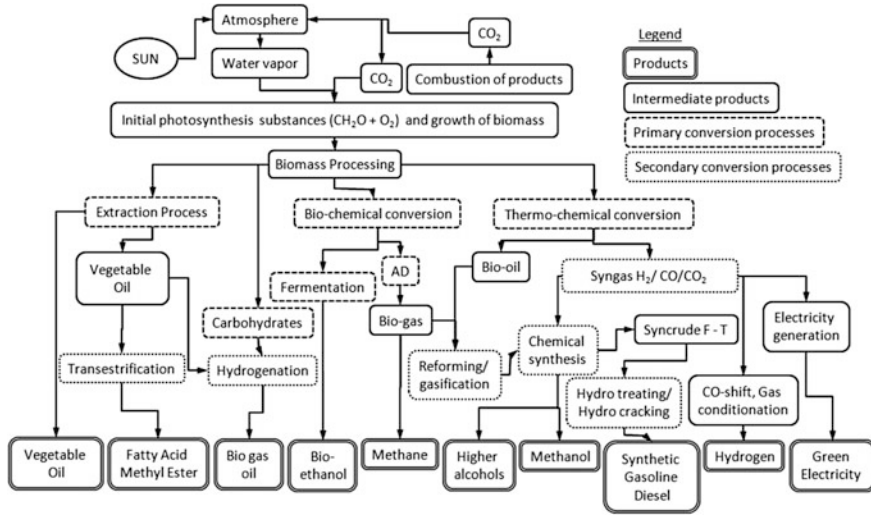 Atmosphere
CO2
Legend
SUN
Water vapor
CO2
Combustion of products
Products
Intermediate products
Initial photosynthesis substances (CH2O + O2) and growth of biomass
Primary conversion processes
Biomass Processing
Secondary conversion processes
Extraction Process
Bio-chemical conversion
Thermo-chemical conversion
Vegetable
Oil
Fermentation
AD
Bio-oil
Syngas H2/ CO/CO2
Carbohydrates
Bio-gas
Chemical
synthesis
Syncrude F - T
Electricity
generation
Transestrification
Hydrogenation
Reforming/
gasification
Hydro treating/
Hydro cracking
CO-shift, Gas
conditionation
Vegetable
Oil
Fatty Acid
Methyl Ester
Bio gas
oil
Bio-
ethanol
Methane
Higher
alcohols
Methanol
Synthetic
Gasoline
Diesel
Hydrogen
Green
Electricity